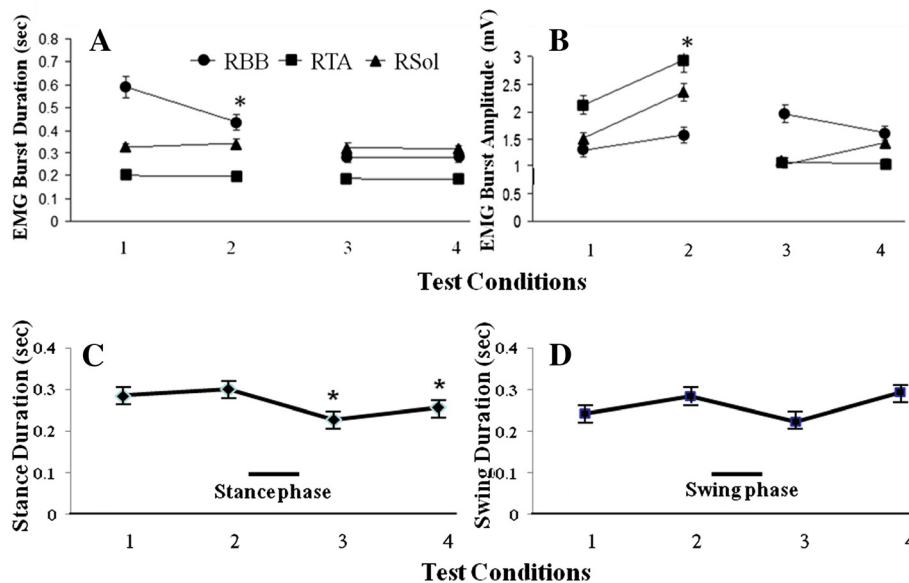 A
EMG Burst Duration (sec)
0.8
0.7
0.6
0.5
0.4
0.3
0.2
0.1
0
RBB RTA RSol
*
1 2 3 4
B
EMG Burst Amplitude (mV)
3
2.5
2
1.5
1
0.5
0
*
1 2 3 4
Test Conditions
C
Stance Duration (sec)
0.4
0.3
0.2
0.1
0
* *
Stance phase
1 2 3 4
D
Swing Duration (sec)
0.4
0.3
0.2
0.1
0
Swing phase
1 2 3 4
Test Conditions